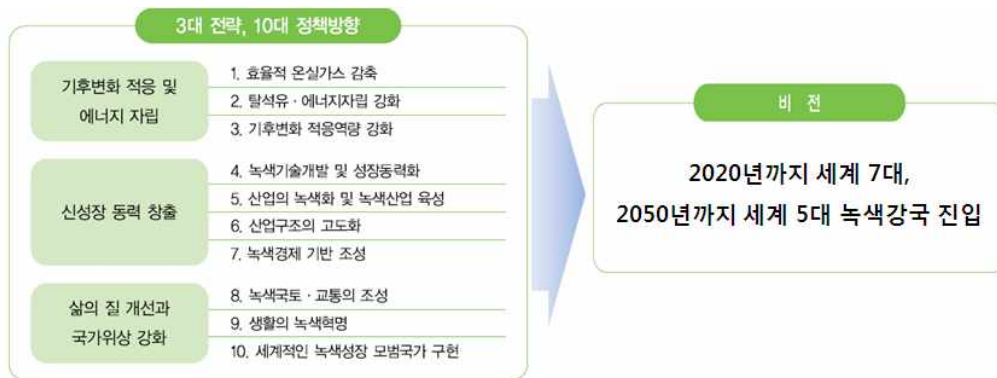 3대 전략, 10대 정책방향
기후변화 적응 및
에너지 자립
1. 효율적 온실가스 감축
2. 탈석유 · 에너지자립 강화
3. 기후변화 적응역량 강화
신성장 동력 창출
4. 녹색기술개발 및 성장동력화
5. 산업의 녹색화 및 녹색산업 육성
6. 산업구조의 고도화
7. 녹색경제 기반 조성
삶의 질 개선과
국가위상 강화
8. 녹색국토 · 교통의 조성
9. 생활의 녹색혁명
10. 세계적인 녹색성장 모범국가 구현
비 전
2020년까지 세계 7대,
2050년까지 세계 5대 녹색강국 진입